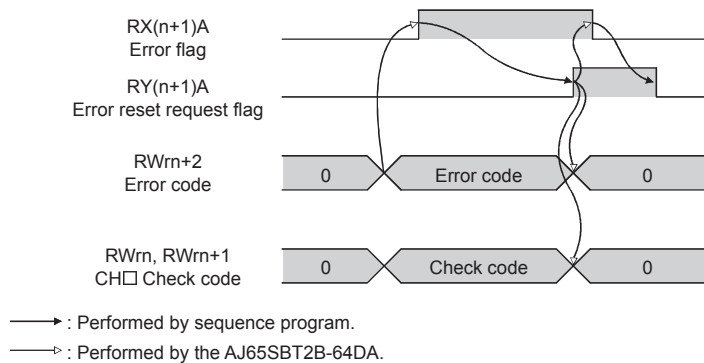 RX(n+1)A
Error flag
RY(n+1)A
Error reset request flag
RWrn+2
Error code
0
Error code
0
RWrn, RWrn+1
CH□ Check code
0
Check code
0
: Performed by sequence program.
: Performed by the AJ65SBT2B-64DA.